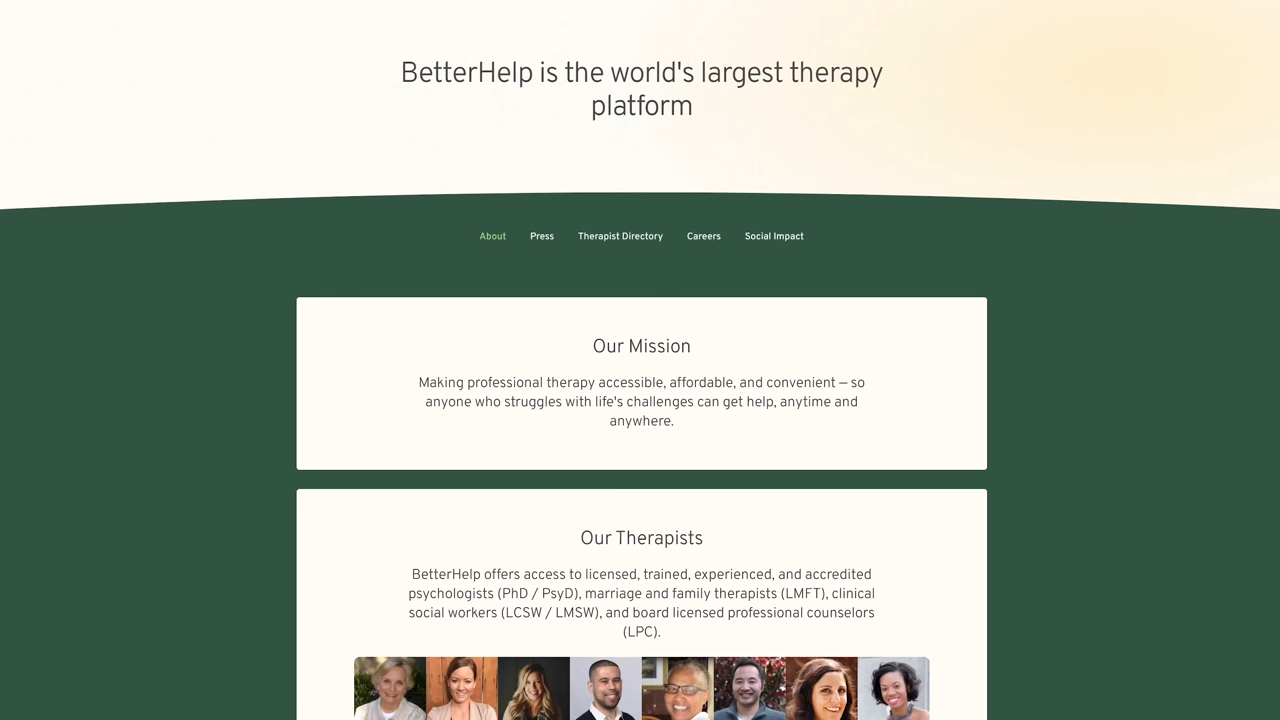 BetterHelp is the world's largest therapy
platform
About Press Therapist Directory Careers Social Impact
Our Mission
Making professional therapy accessible, affordable, and convenient — so
anyone who struggles with life's challenges can get help, anytime and
anywhere.
Our Therapists
BetterHelp offers access to licensed, trained, experienced, and accredited
psychologists (PhD / PsyD), marriage and family therapists (LMFT), clinical
social workers (LCSW / LMSW), and board licensed professional counselors
(LPC).